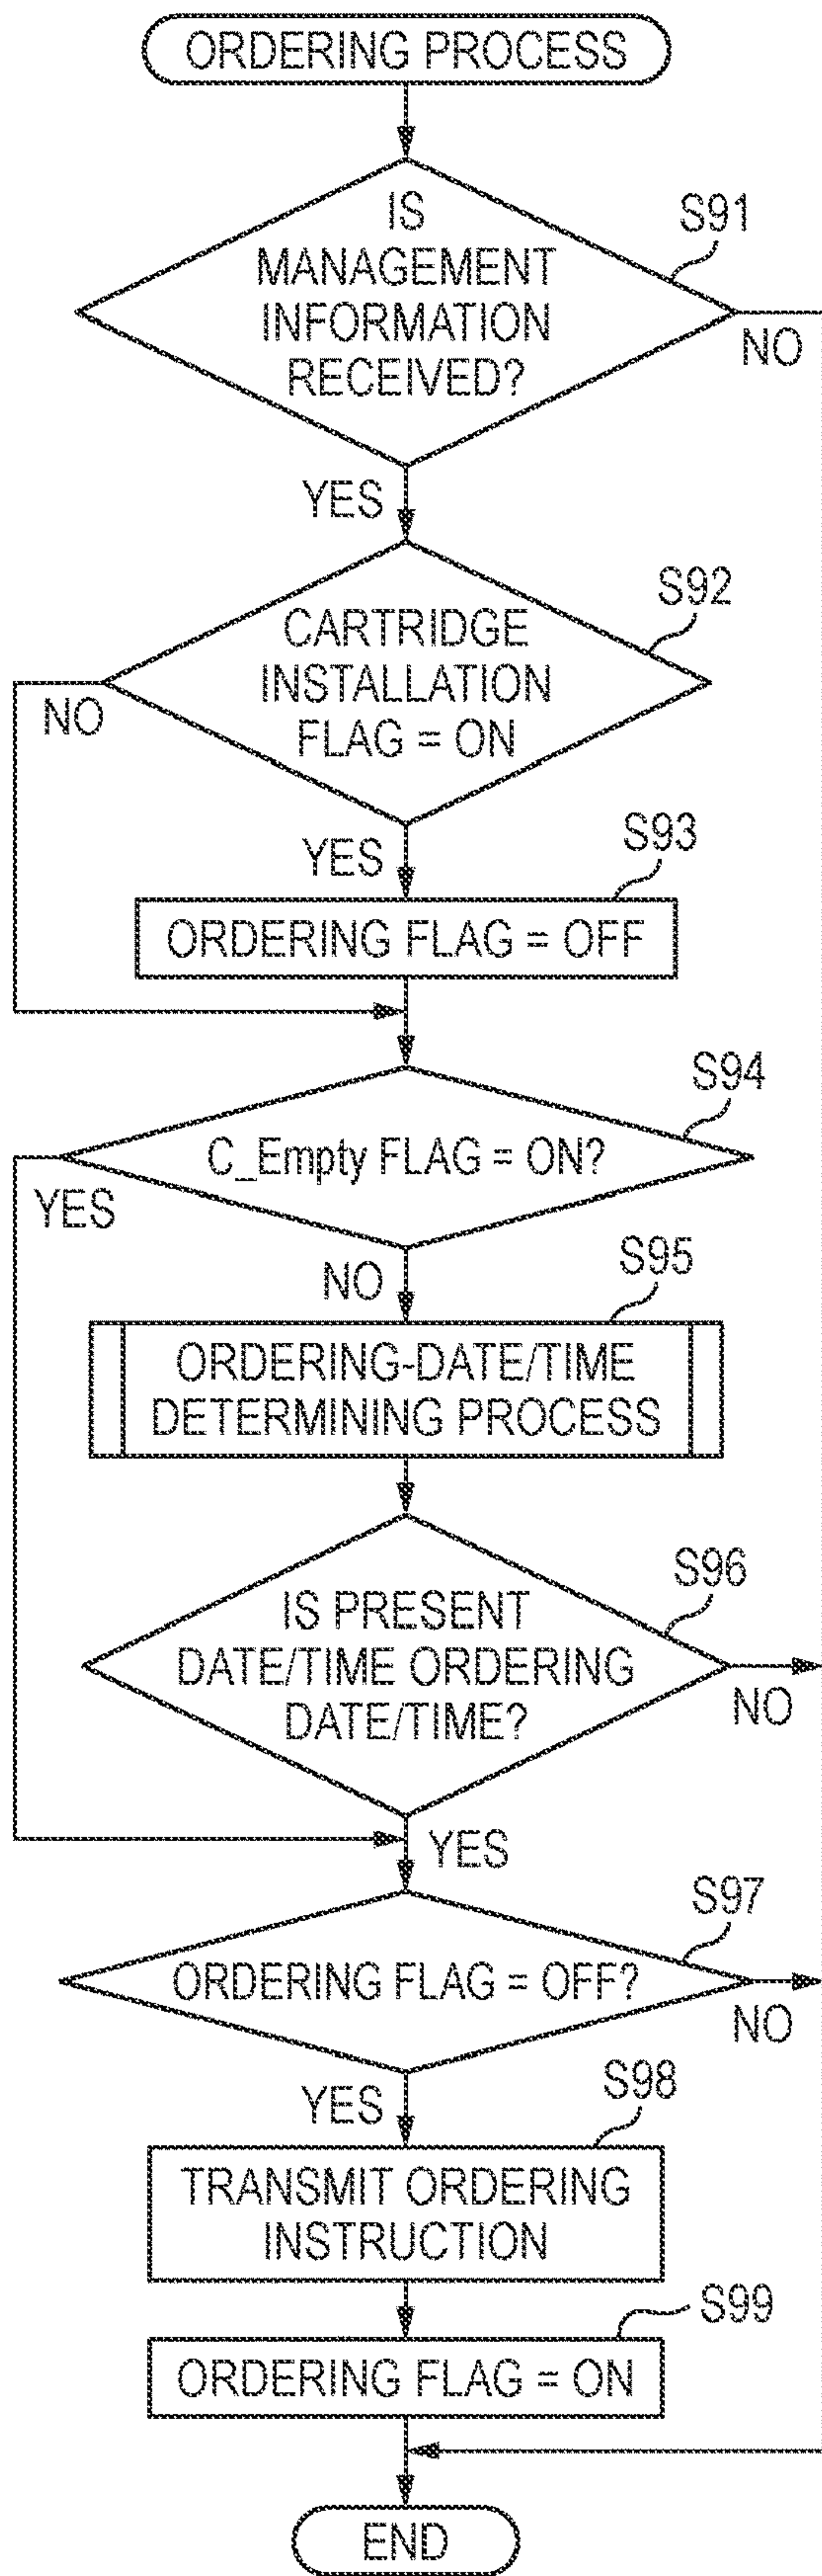 ORDERING PROCESS
IS
MANAGEMENT
INFORMATION
RECEIVED?
S91
NO
YES
CARTRIDGE
INSTALLATION
FLAG = ON
S92
NO
YES
S93
ORDERING FLAG = OFF
S94
C_Empty FLAG = ON?
YES
NO
S95
ORDERING-DATE/TIME
DETERMINING PROCESS
S96
IS PRESENT
DATE/TIME ORDERING
DATE/TIME?
NO
YES
S97
ORDERING FLAG = OFF?
NO
YES
S98
TRANSMIT ORDERING
INSTRUCTION
S99
ORDERING FLAG = ON
END